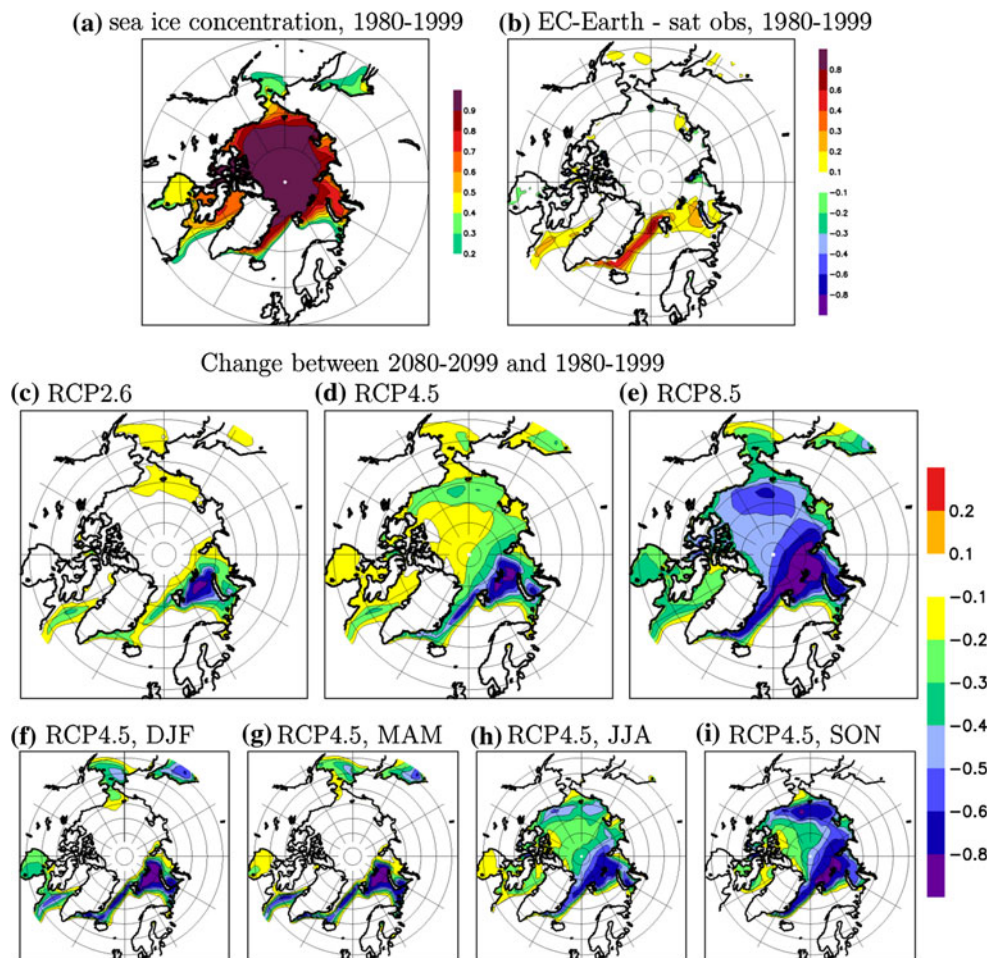 (a) sea ice concentration, 1980-1999
(b) EC-Earth - sat obs, 1980-1999
0.9
0.8
0.7
0.6
0.5
0.4
0.3
0.2
0.8
0.6
0.4
0.3
0.2
0.1
-0.1
-0.2
-0.3
-0.4
-0.6
-0.8
Change between 2080-2099 and 1980-1999
(c) RCP2.6
(d) RCP4.5
(e) RCP8.5
0.2
0.1
-0.1
-0.2
-0.3
-0.4
-0.5
-0.6
-0.8
(f) RCP4.5, DJF
(g) RCP4.5, MAM
(h) RCP4.5, JJA
(i) RCP4.5, SON